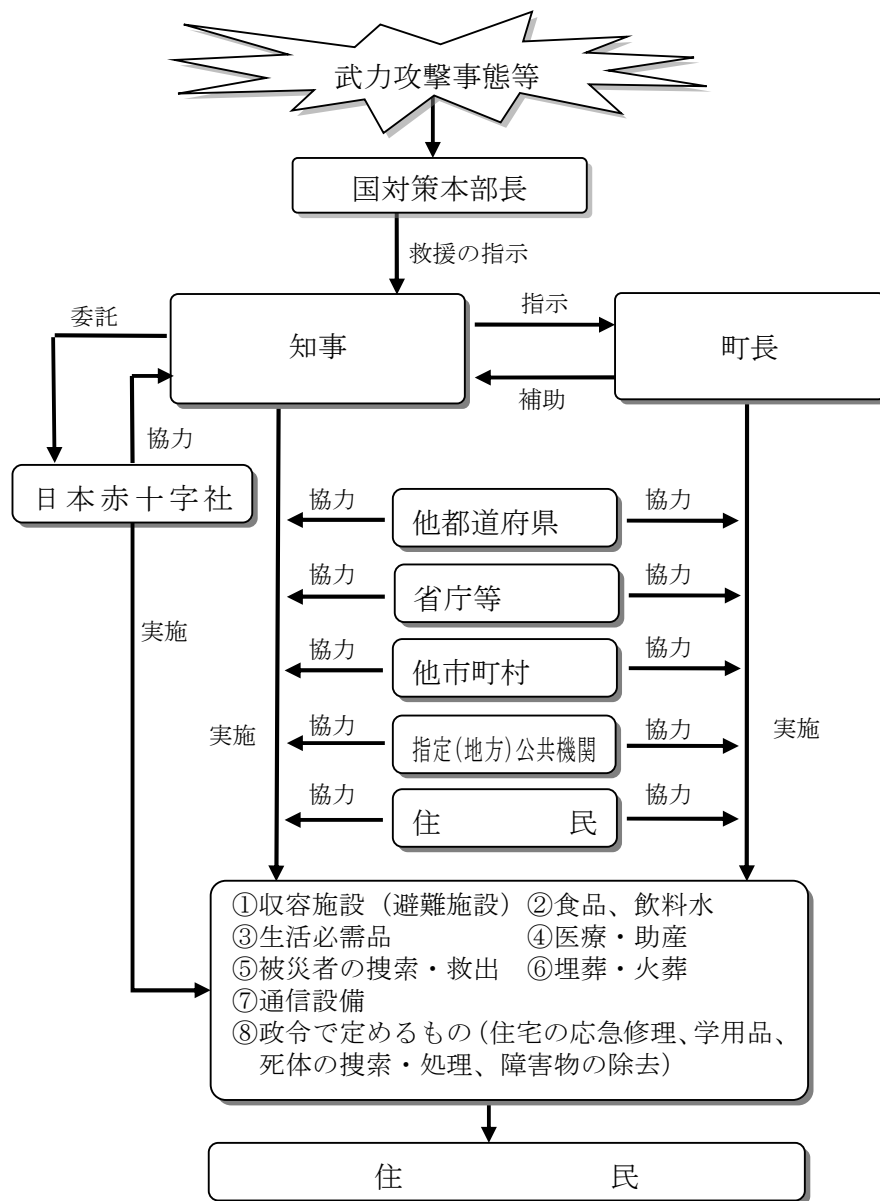 武力攻撃事態等
国対策本部長
救援の指示
委託
知事
指示
町長
補助
協力
日本赤十字社
協力
他都道府県
協力
協力
省庁等
協力
実施
協力
他市町村
協力
実施
協力
指定(地方)公共機関
協力
実施
協力
住　　　民
協力
①収容施設（避難施設）②食品、飲料水
③生活必需品　④医療・助産
⑤被災者の捜索・救出　⑥埋葬・火葬
⑦通信設備
⑧政令で定めるもの（住宅の応急修理、学用品、
死体の捜索・処理、障害物の除去）
住　　　民